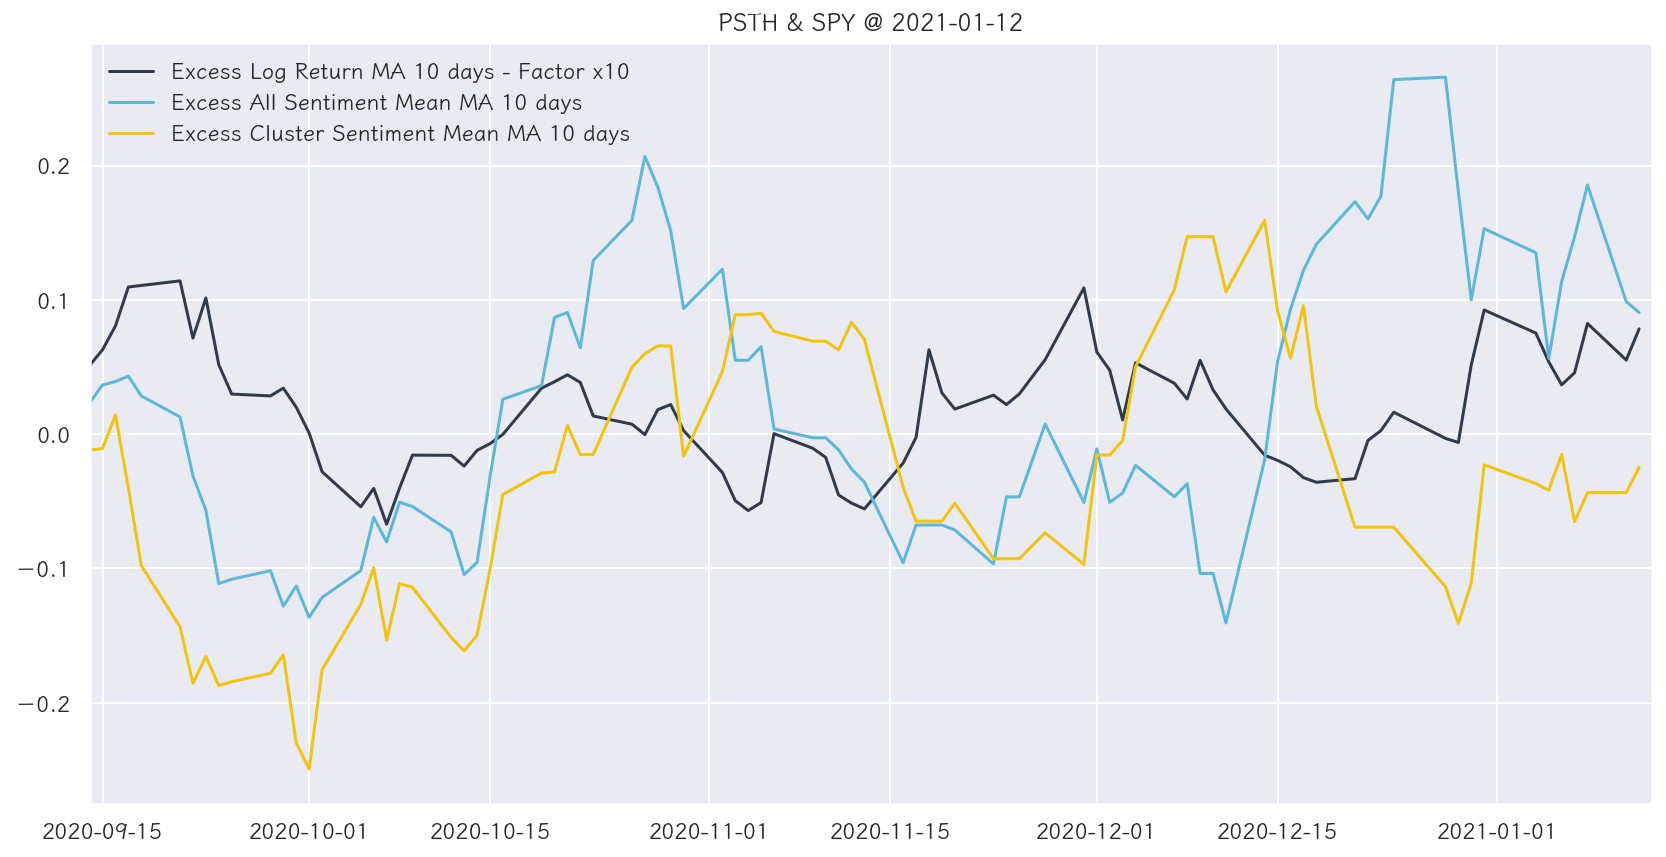 PSTH & SPY @ 2021-01-12
Excess Log Return MA 10 days - Factor x10
Excess All Sentiment Mean MA 10 days
Excess Cluster Sentiment Mean MA 10 days
0.2
0.1
0.0
−0.1
−0.2
2020-09-15 2020-10-01 2020-10-15 2020-11-01 2020-11-15 2020-12-01 2020-12-15 2021-01-01